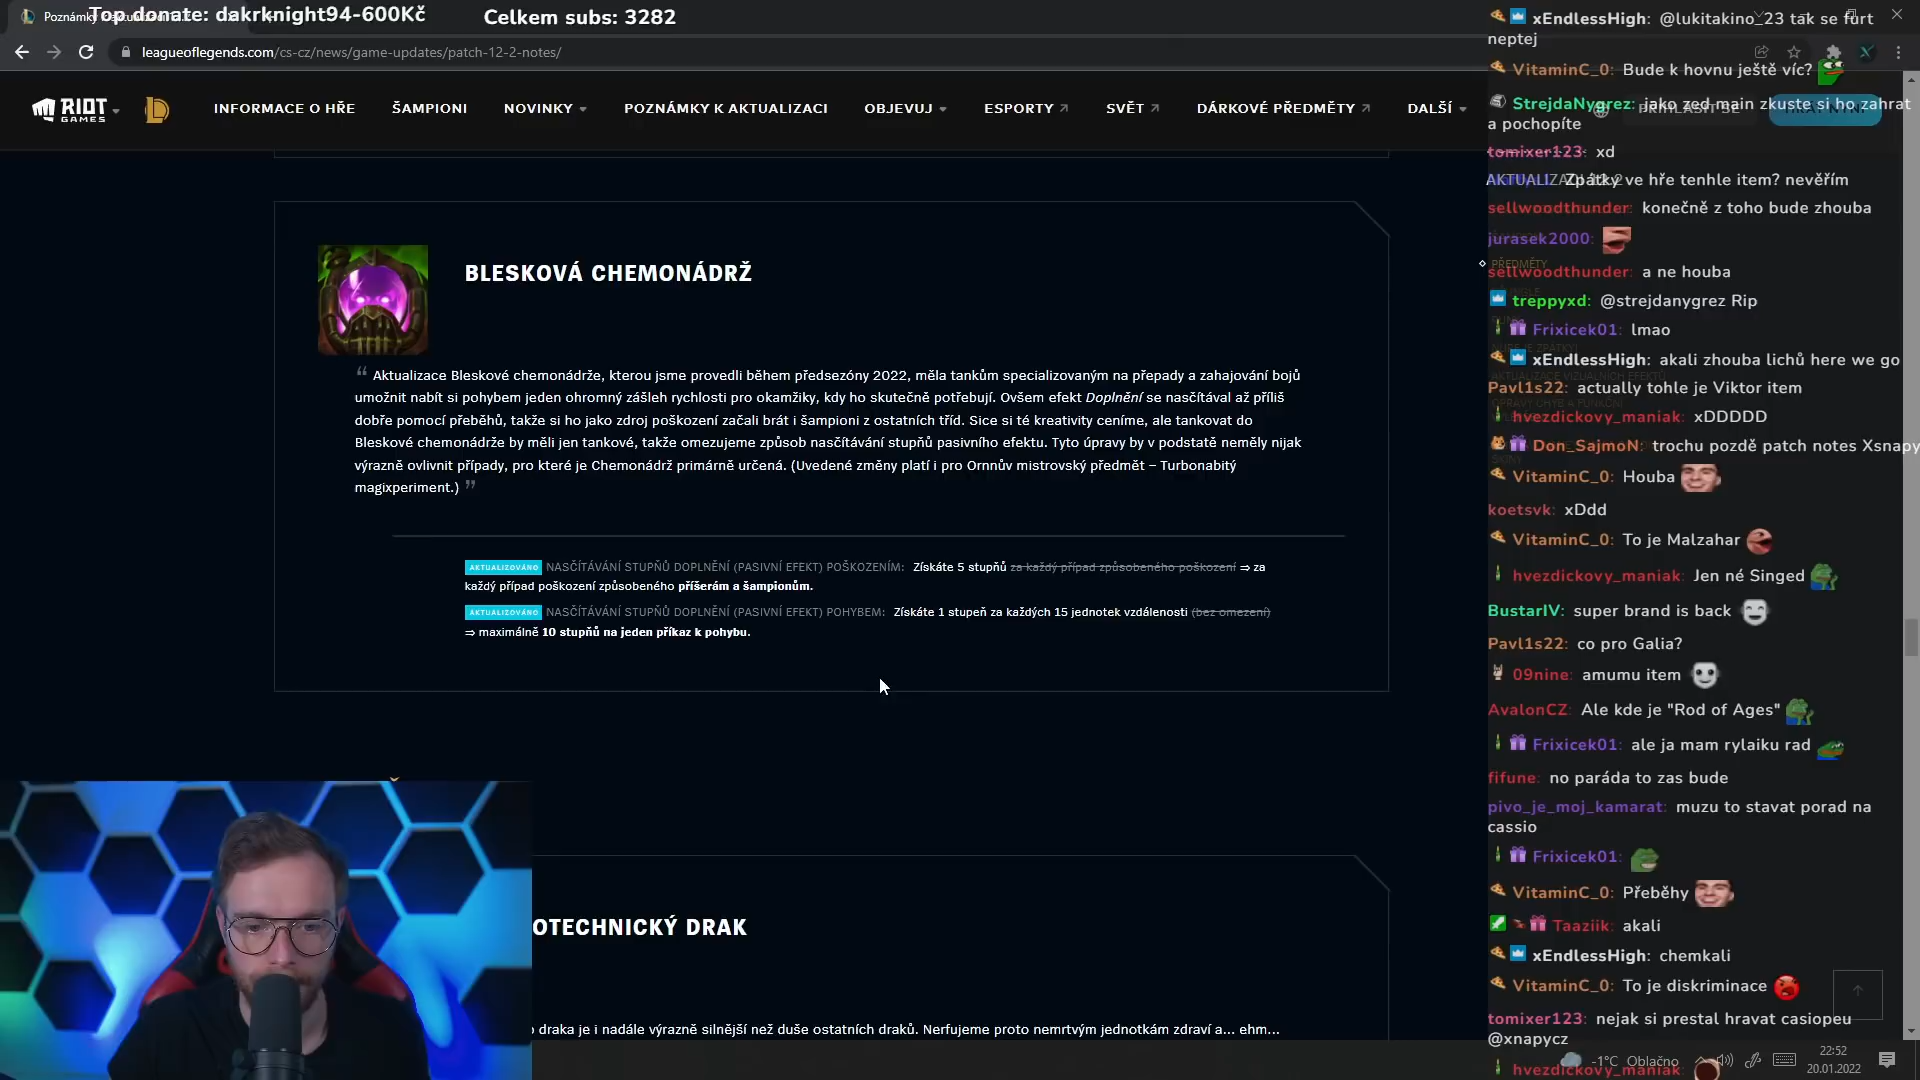 Top donate: dakrknight94-600Kč
Celkem subs: 3282
leagueoflegends.com/cs-cz/news/game-updates/patch-12-2-notes/
RIOT GAMES
INFORMACE O HŘE
ŠAMPIONI
NOVINKY
POZNÁMKY K AKTUALIZACI
OBJEVUJ
ESPORTY
SVĚT
DÁRKOVÉ PŘEDMĚTY
DALŠÍ
PŘIHLÁSIT SE
BLESKOVÁ CHEMONÁDRŽ
“ Aktualizace Bleskové chemonádrže, kterou jsme provedli během předsezóny 2022, měla tankům specializovaným na přepady a zahajování bojů
umožnit nabít si pohybem jeden ohromný zášleh rychlosti pro okamžiky, kdy ho skutečně potřebují. Ovšem efekt Doplnění se nasčítával až příliš
dobře pomocí přeběhů, takže si ho jako zdroj poškození začali brát i šampioni z ostatních tříd. Sice si té kreativity ceníme, ale tankovat do
Bleskové chemonádrže by měli jen tankové, takže omezujeme způsob nasčítávání stupňů pasivního efektu. Tyto úpravy by v podstatě neměly nijak
výrazně ovlivnit případy, pro které je Chemonádrž primárně určená. (Uvedené změny platí i pro Ornnův mistrovský předmět – Turbonabitý
magixperiment.) ”
AKTUALIZOVÁNO NASČÍTÁVÁNÍ STUPŇŮ DOPLNĚNÍ (PASIVNÍ EFEKT) POŠKOZENÍM: Získáte 5 stupňů za každý případ způsobeného poškození ⇒ za
každý případ poškození způsobeného příšerám a šampionům.
AKTUALIZOVÁNO NASČÍTÁVÁNÍ STUPŇŮ DOPLNĚNÍ (PASIVNÍ EFEKT) POHYBEM: Získáte 1 stupeň za každých 15 jednotek vzdálenosti (bez omezení)
⇒ maximálně 10 stupňů na jeden příkaz k pohybu.
OTECHNICKÝ DRAK
draka je i nadále výrazně silnější než duše ostatních draků. Nerfujeme proto nemrtvým jednotkám zdraví a... ehm...
xEndlessHigh: @lukitakino_23 tak se furt
neptej
VitaminC_0: Bude k hovnu ještě víc?
StrejdaNygrez: jako zed main zkuste si ho zahrat
a pochopíte
tomixer123: xd
Zpátky ve hře tenhle item? nevěřím
sellwoodthunder: konečně z toho bude zhouba
jurasek2000:
PŘEDMĚTY
sellwoodthunder: a ne houba
treppyxd: @strejdanygrez Rip
Frixicek01: lmao
xEndlessHigh: akali zhouba lichů here we go
Pavl1s22: actually tohle je Viktor item
hvezdickovy_maniak: xDDDDD
Don_SajmoN: trochu pozdě patch notes Xsnapy
VitaminC_0: Houba
koetsvk: xDdd
VitaminC_0: To je Malzahar
hvezdickovy_maniak: Jen né Singed
BustarIV: super brand is back
Pavl1s22: co pro Galia?
09nine: amumu item
AvalonCZ: Ale kde je "Rod of Ages"
Frixicek01: ale ja mam rylaiku rad
fifune: no paráda to zas bude
pivo_je_moj_kamarat: muzu to stavat porad na
cassio
Frixicek01:
VitaminC_0: Přeběhy
Taaziik: akali
xEndlessHigh: chemkali
VitaminC_0: To je diskriminace
tomixer123: nejak si prestal hravat casiopeu
@xnapycz
hvezdickovy_maniak:
-1°C Oblačno
22:52
20.01.2022